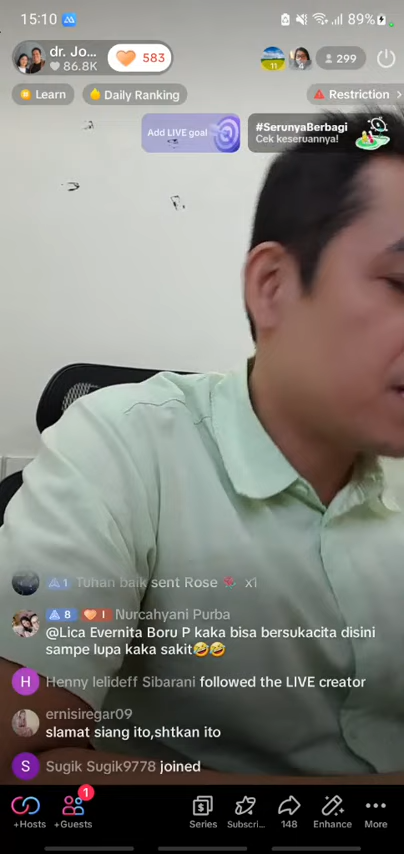 15:10
89%
dr. Jo...
86.8K
583
11
299
Learn
Daily Ranking
Restriction
Add LIVE goal
#SerunyaBerbagi
Cek keseruannya!
1 Tuhan baik sent Rose x1
8 1 Nurcahyani Purba
@Lica Evernita Boru P kaka bisa bersukacita disini
sampe lupa kaka sakit🤣🤣
H Henny lelideff Sibarani followed the LIVE creator
ernisiregar09
slamat siang ito,shtkan ito
S Sugik Sugik9778 joined
1
+Hosts
+Guests
Series
Subscri...
148
Enhance
More